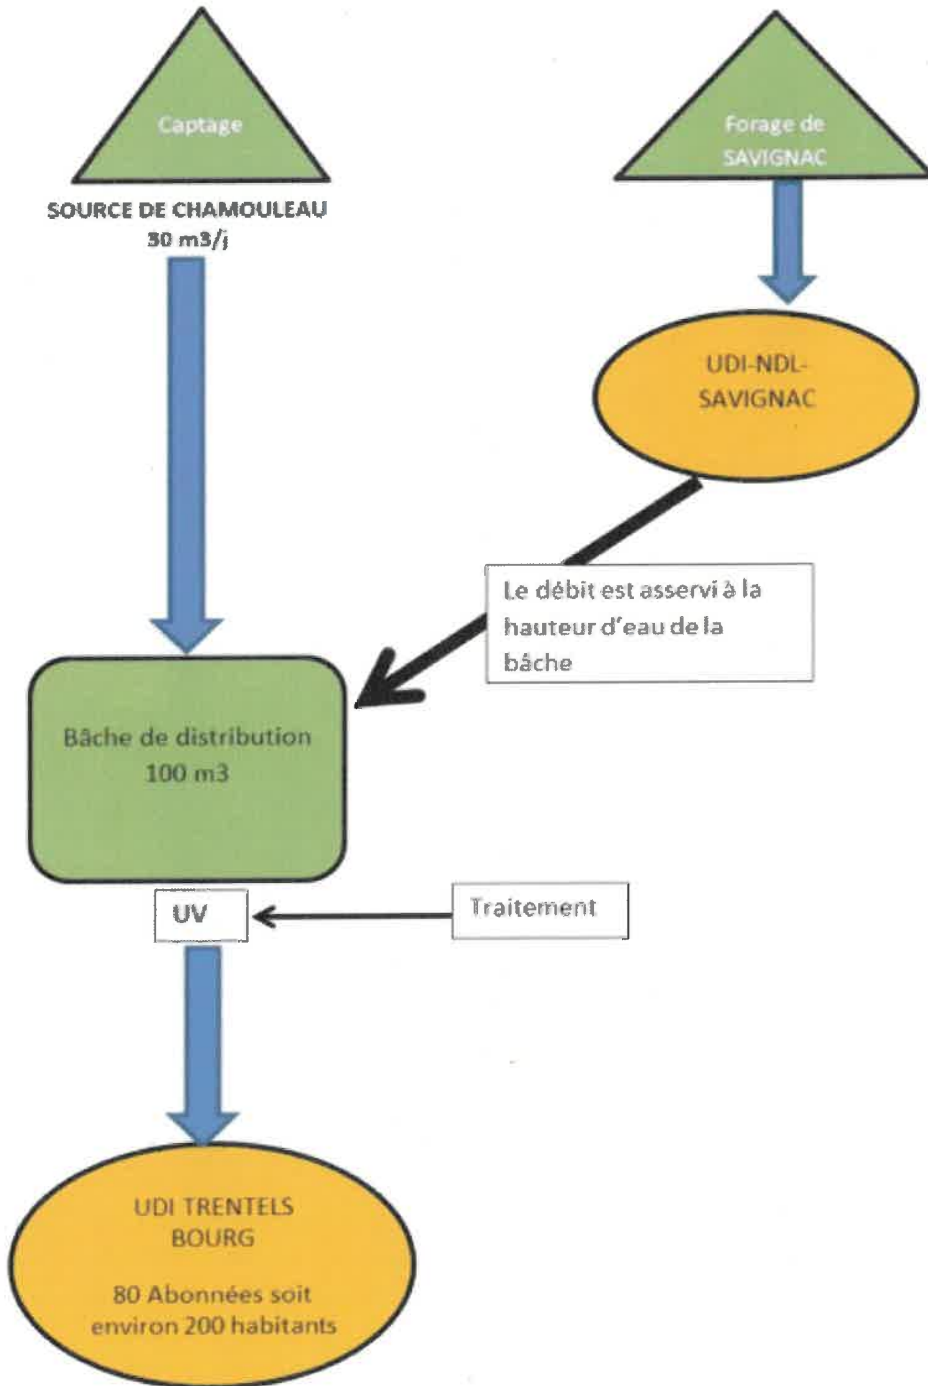 Captage
SOURCE DE CHAMOULEAU
30 m3/j
Forage de
SAVIGNAC
UDI-NDL-
SAVIGNAC
Le débit est asservi à la
hauteur d'eau de la
bâche
Bâche de distribution
100 m3
UV
Traitement
UDI TRENTELS
BOURG
80 Abonnées soit
environ 200 habitants